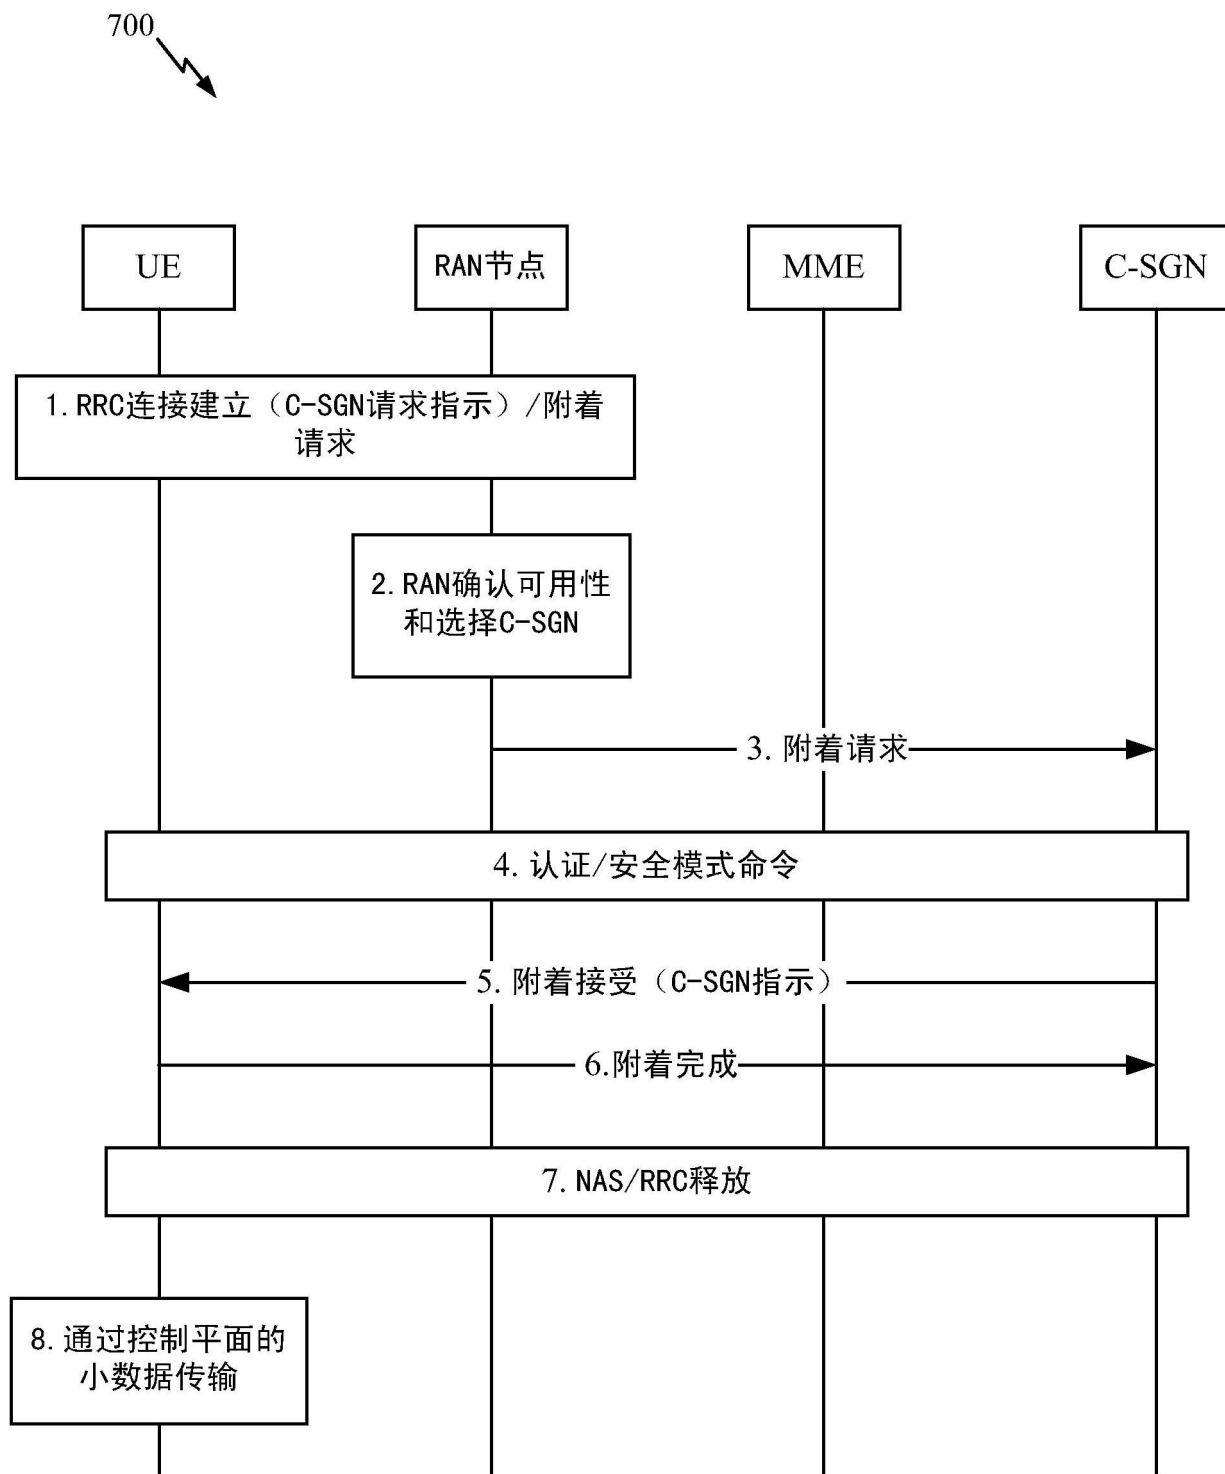 700
UE
RAN节点
MME
C-SGN
1.RRC连接建立（C-SGN请求指示）/附着
请求
2.RAN确认可用性
和选择C-SGN
3. 附着请求
4. 认证/安全模式命令
5. 附着接受（C-SGN指示）
6.附着完成
7. NAS/RRC释放
8. 通过控制平面的
小数据传输